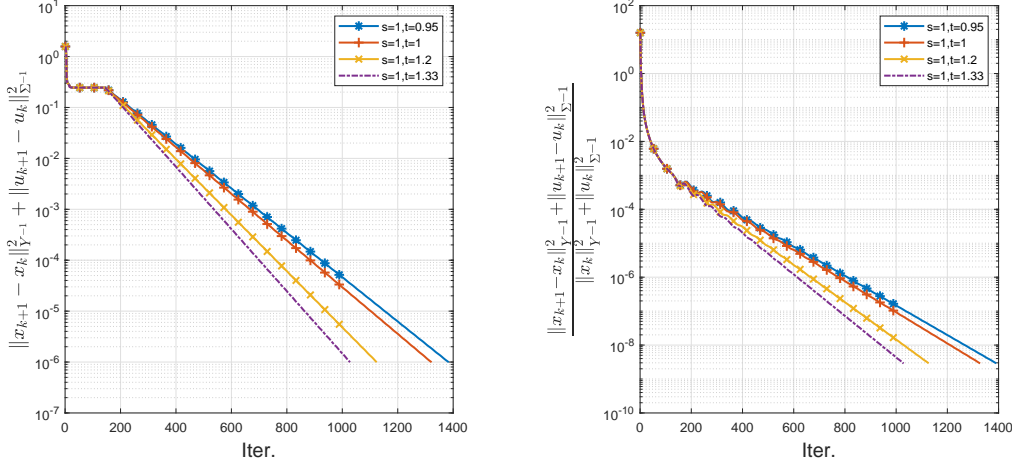 10^1
10^0
10^-1
10^-2
10^-3
10^-4
10^-5
10^-6
10^-7
0 200 400 600 800 1000 1200 1400
Iter.
||x_{k+1} − x_k||^2_{Υ^{-1}} + ||u_{k+1} − u_k||^2_{Σ^{-1}}
s=1,t=0.95
s=1,t=1
s=1,t=1.2
s=1,t=1.33
10^2
10^0
10^-2
10^-4
10^-6
10^-8
10^-10
0 200 400 600 800 1000 1200 1400
Iter.
||x_{k+1} − x_k||^2_{Υ^{-1}} + ||u_{k+1} − u_k||^2_{Σ^{-1}}
||x_k||^2_{Υ^{-1}} + ||u_k||^2_{Σ^{-1}}
s=1,t=0.95
s=1,t=1
s=1,t=1.2
s=1,t=1.33